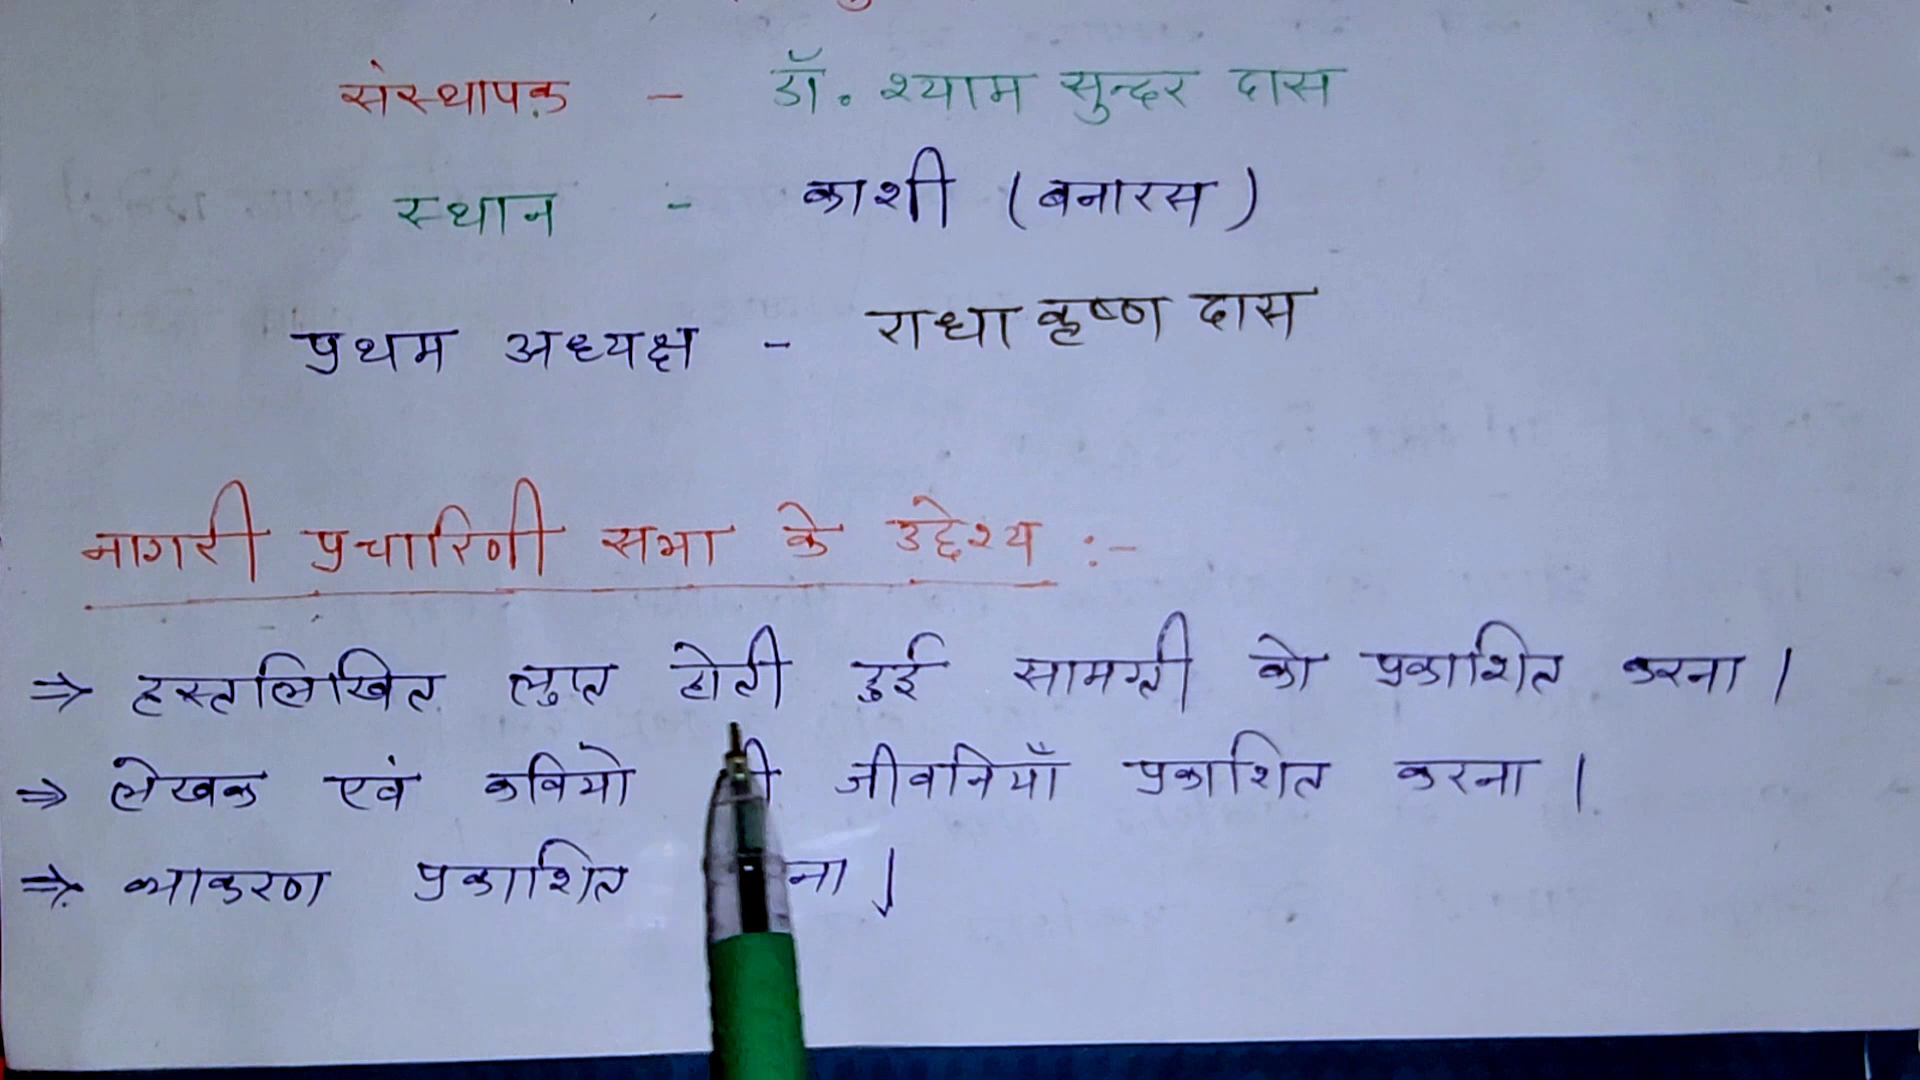 संस्थापक - डॉ. श्याम सुन्दर दास
स्थान - काशी (बनारस)
प्रथम अध्यक्ष - राधा कृष्ण दास
नागरी प्रचारिणी सभा के उद्देश्य :-
⇒ हस्तलिखित लुप्त होती हुई सामग्री को प्रकाशित करना।
⇒ लेखक एवं कवियो जीवनियाँ प्रकाशित करना।
⇒ व्याकरण प्रकाशित ना।